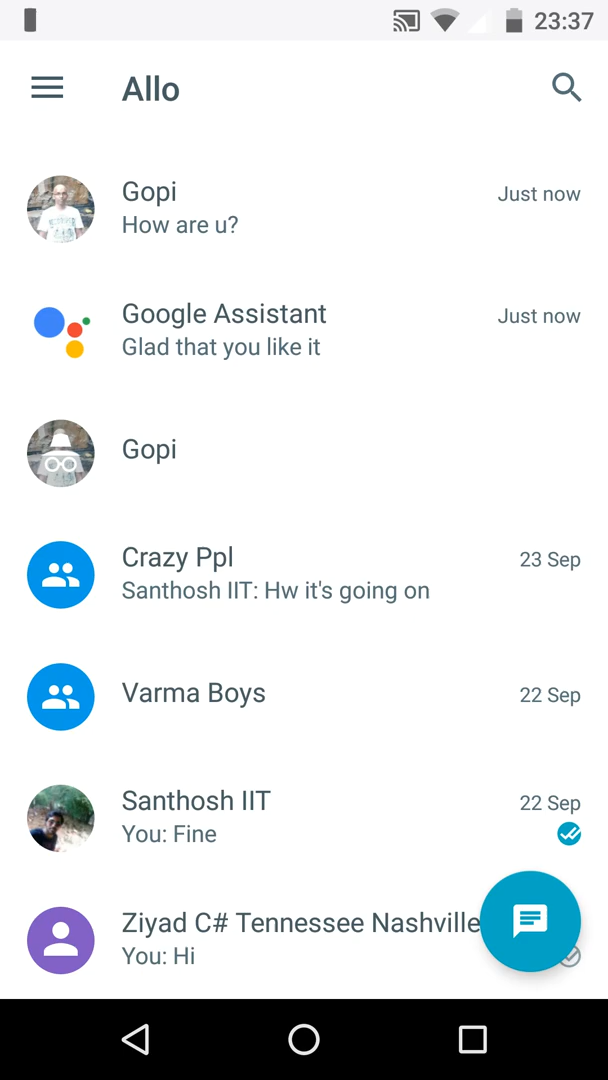 23:37
Allo
Gopi
Just now
How are u?
Google Assistant
Just now
Glad that you like it
Gopi
Crazy Ppl
23 Sep
Santhosh IIT: Hw it's going on
Varma Boys
22 Sep
Santhosh IIT
22 Sep
You: Fine
Ziyad C# Tennessee Nashville
You: Hi